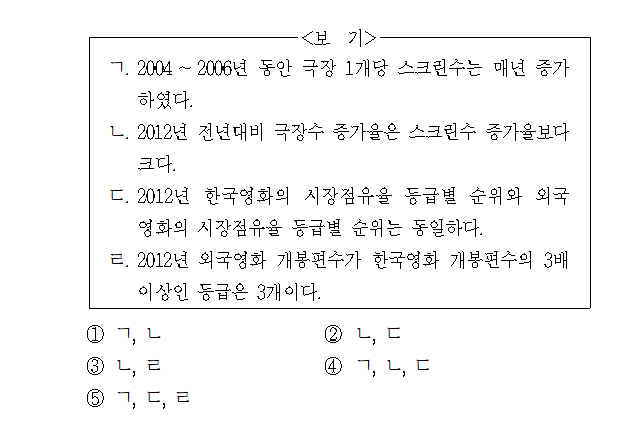 <보 기>
ㄱ. 2004~2006년 동안 극장 1개당 스크린수는 매년 증가
하였다.
ㄴ. 2012년 전년대비 극장수 증가율은 스크린수 증가율보다
크다.
ㄷ. 2012년 한국영화의 시장점유율 등급별 순위와 외국
영화의 시장점유율 등급별 순위는 동일하다.
ㄹ. 2012년 외국영화 개봉편수가 한국영화 개봉편수의 3배
이상인 등급은 3개이다.
① ㄱ, ㄴ ② ㄴ, ㄷ
③ ㄴ, ㄹ ④ ㄱ, ㄴ, ㄷ
⑤ ㄱ, ㄷ, ㄹ